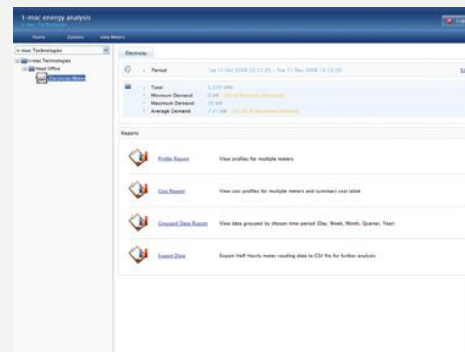 t-mac energy analysis
t-mac Technologies
Home Options View Meters
t-mac Technologies
t-mac Technologies
Head Office
Electricity Meter
Electricity
Period
Total
Minimum Demand
Maximum Demand
Average Demand
Reports
Profile Report View profiles for multiple meters
Cost Report View cost profiles for multiple meters and summary cost table
Grouped Data Report View data grouped by chosen time period (Day, Week, Month, Quarter, Year)
Export Data Export Half Hourly meter reading data to CSV file for further analysis